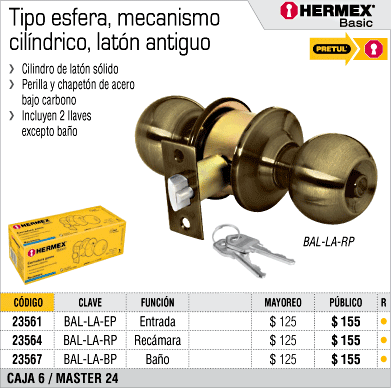 Tipo esfera, mecanismo
cilíndrico, latón antiguo
HERMEX®
Basic
PRETUL®
› Cilindro de latón sólido
› Perilla y chapetón de acero
bajo carbono
› Incluyen 2 llaves
excepto baño
HERMEX
Basic
BAL-LA-RP
CÓDIGO CLAVE FUNCIÓN MAYOREO PÚBLICO R
23561 BAL-LA-EP Entrada $ 125 $ 155
23564 BAL-LA-RP Recámara $ 125 $ 155
23567 BAL-LA-BP Baño $ 125 $ 155
CAJA 6 / MASTER 24